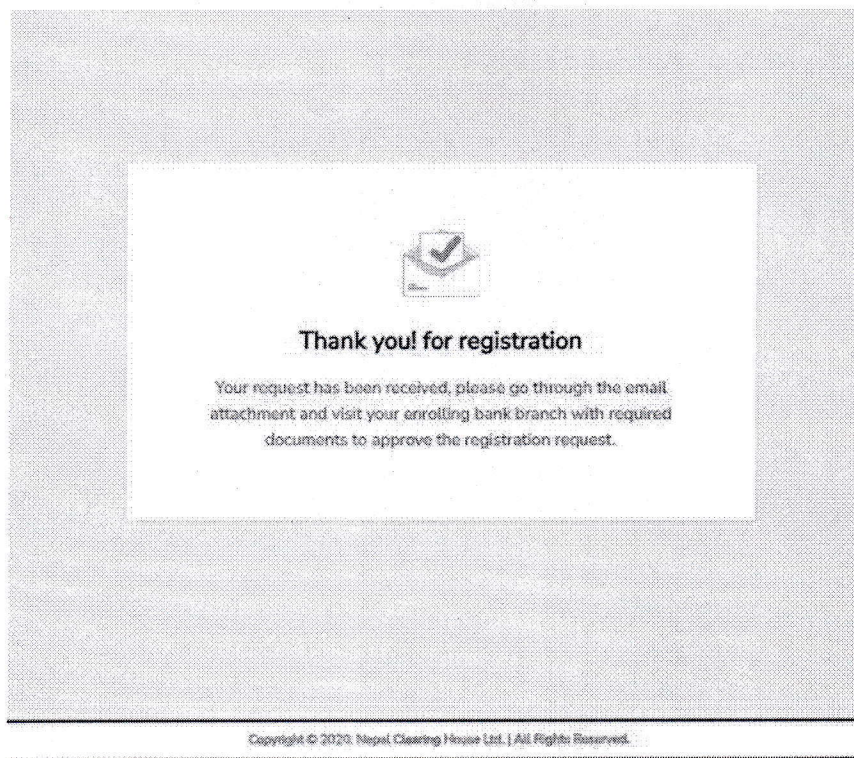 Thank you! for registration
Your request has been received, please go through the email
attachment and visit your enrolling bank branch with required
documents to approve the registration request.
Copyright © 2020, Nepal Clearing House Ltd. | All Rights Reserved.